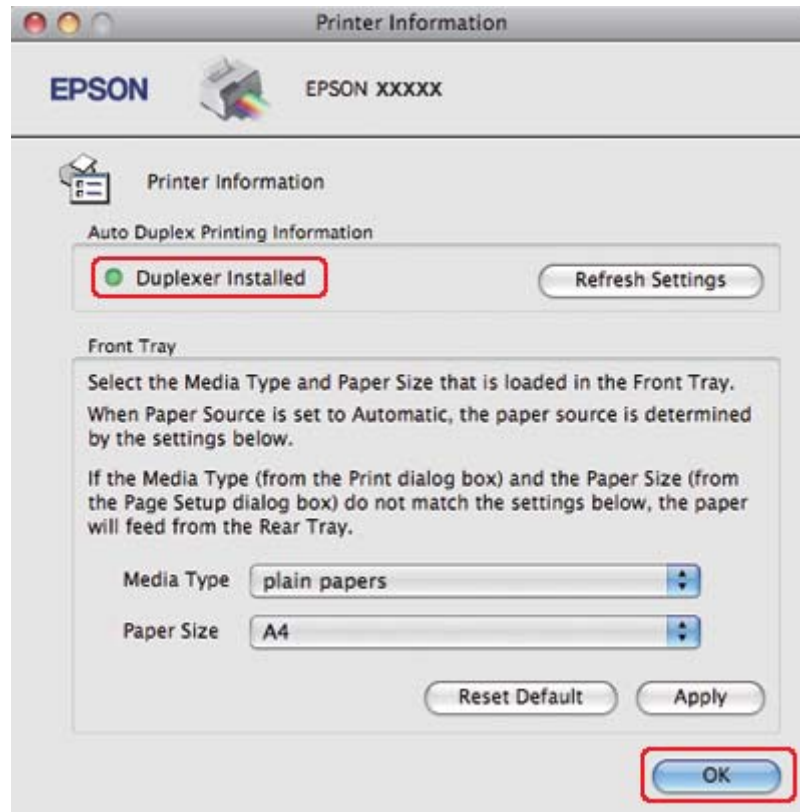 Printer Information
EPSON
EPSON XXXXX
Printer Information
Auto Duplex Printing Information
Duplexer Installed
Refresh Settings
Front Tray
Select the Media Type and Paper Size that is loaded in the Front Tray.
When Paper Source is set to Automatic, the paper source is determined
by the settings below.
If the Media Type (from the Print dialog box) and the Paper Size (from
the Page Setup dialog box) do not match the settings below, the paper
will feed from the Rear Tray.
Media Type plain papers
Paper Size A4
Reset Default Apply
OK